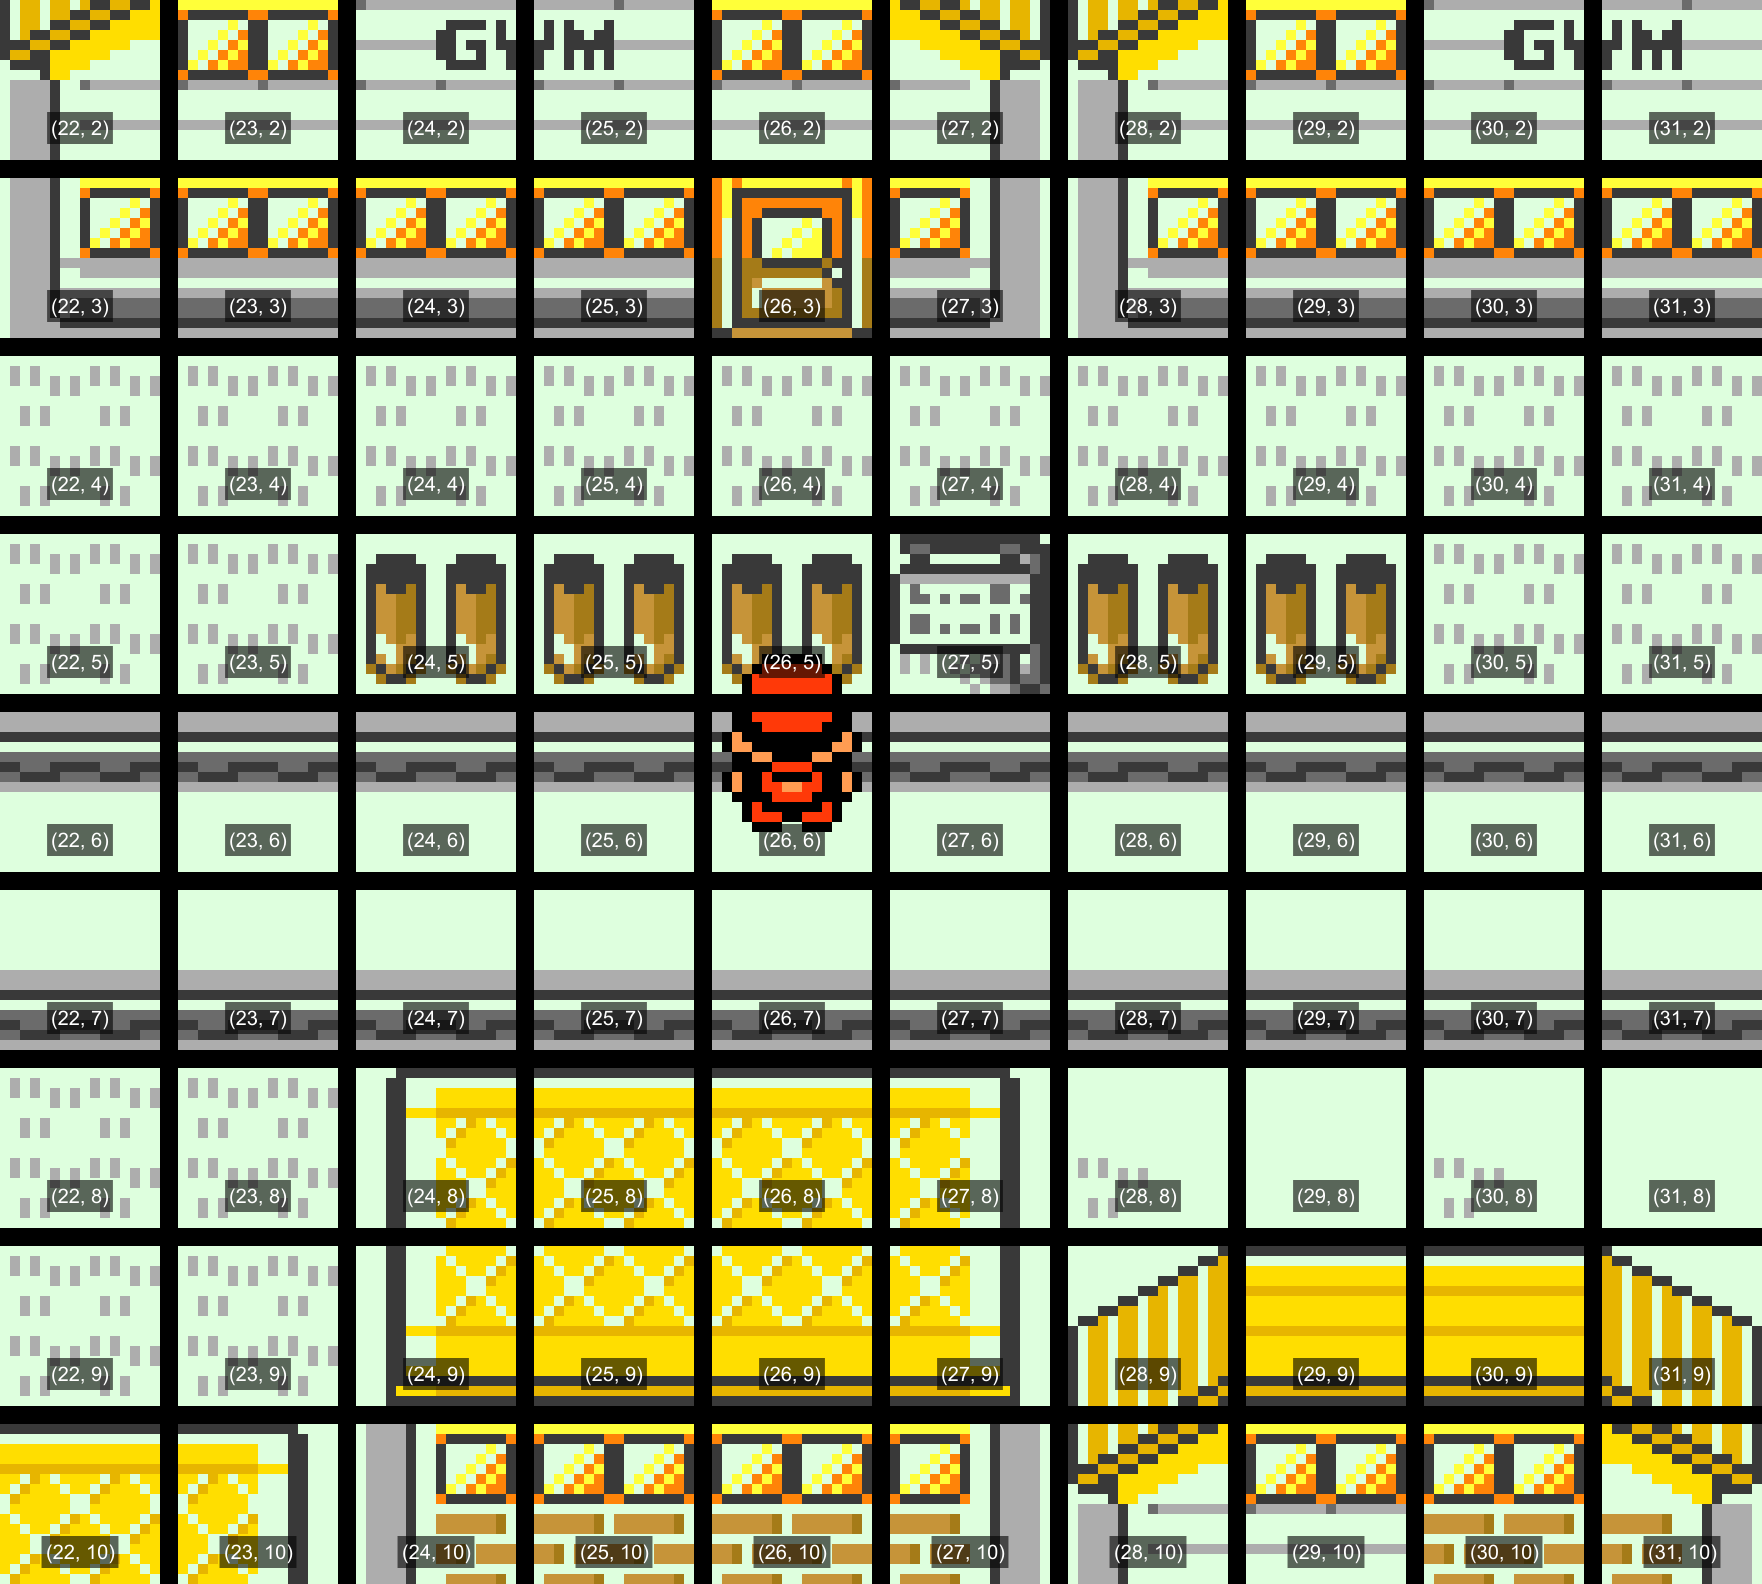 GYM GYM
(22, 2) (23, 2) (24, 2) (25, 2) (26, 2) (27, 2) (28, 2) (29, 2) (30, 2) (31, 2)
(22, 3) (23, 3) (24, 3) (25, 3) (26, 3) (27, 3) (28, 3) (29, 3) (30, 3) (31, 3)
(22, 4) (23, 4) (24, 4) (25, 4) (26, 4) (27, 4) (28, 4) (29, 4) (30, 4) (31, 4)
(22, 5) (23, 5) (24, 5) (25, 5) (26, 5) (27, 5) (28, 5) (29, 5) (30, 5) (31, 5)
(22, 6) (23, 6) (24, 6) (25, 6) (26, 6) (27, 6) (28, 6) (29, 6) (30, 6) (31, 6)
(22, 7) (23, 7) (24, 7) (25, 7) (26, 7) (27, 7) (28, 7) (29, 7) (30, 7) (31, 7)
(22, 8) (23, 8) (24, 8) (25, 8) (26, 8) (27, 8) (28, 8) (29, 8) (30, 8) (31, 8)
(22, 9) (23, 9) (24, 9) (25, 9) (26, 9) (27, 9) (28, 9) (29, 9) (30, 9) (31, 9)
(22, 10) (23, 10) (24, 10) (25, 10) (26, 10) (27, 10) (28, 10) (29, 10) (30, 10) (31, 10)